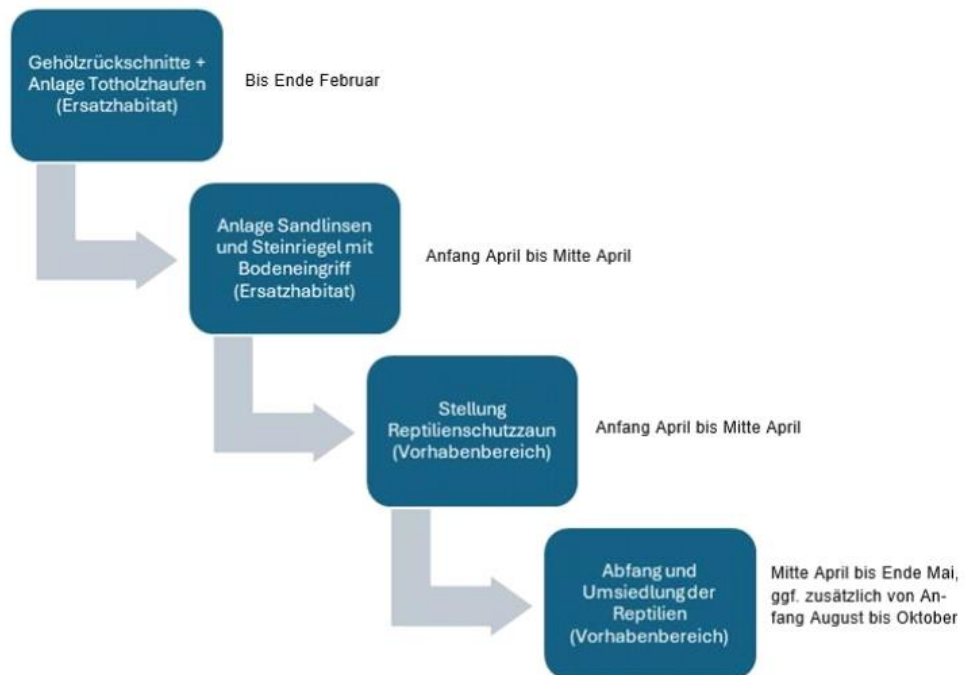 Gehölzrückschnitte +
Anlage Totholzhaufen
(Ersatzhabitat)
Bis Ende Februar
Anlage Sandlinsen
und Steinriegel mit
Bodeneingriff
(Ersatzhabitat)
Anfang April bis Mitte April
Stellung
Reptilienschutzzaun
(Vorhabenbereich)
Anfang April bis Mitte April
Abfang und
Umsiedlung der
Reptilien
(Vorhabenbereich)
Mitte April bis Ende Mai,
ggf. zusätzlich von An-
fang August bis Oktober